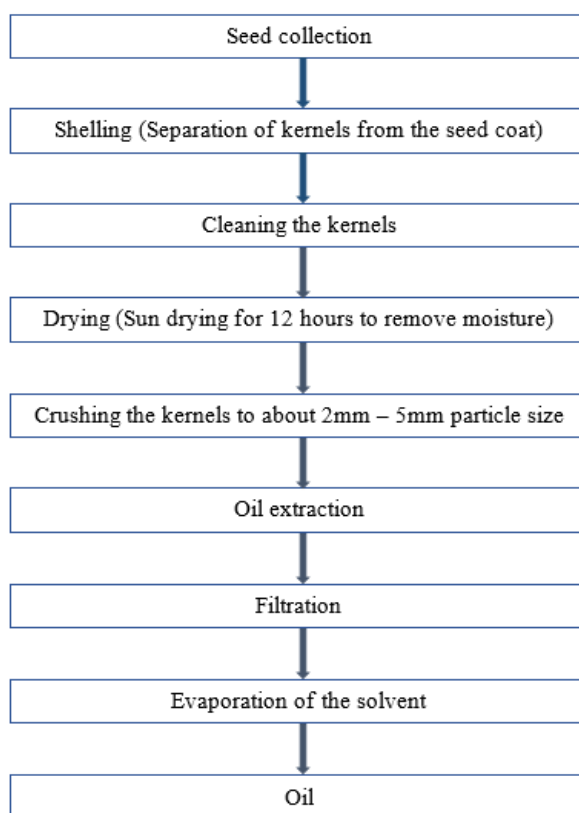 Seed collection
Shelling (Separation of kernels from the seed coat)
Cleaning the kernels
Drying (Sun drying for 12 hours to remove moisture)
Crushing the kernels to about 2mm – 5mm particle size
Oil extraction
Filtration
Evaporation of the solvent
Oil